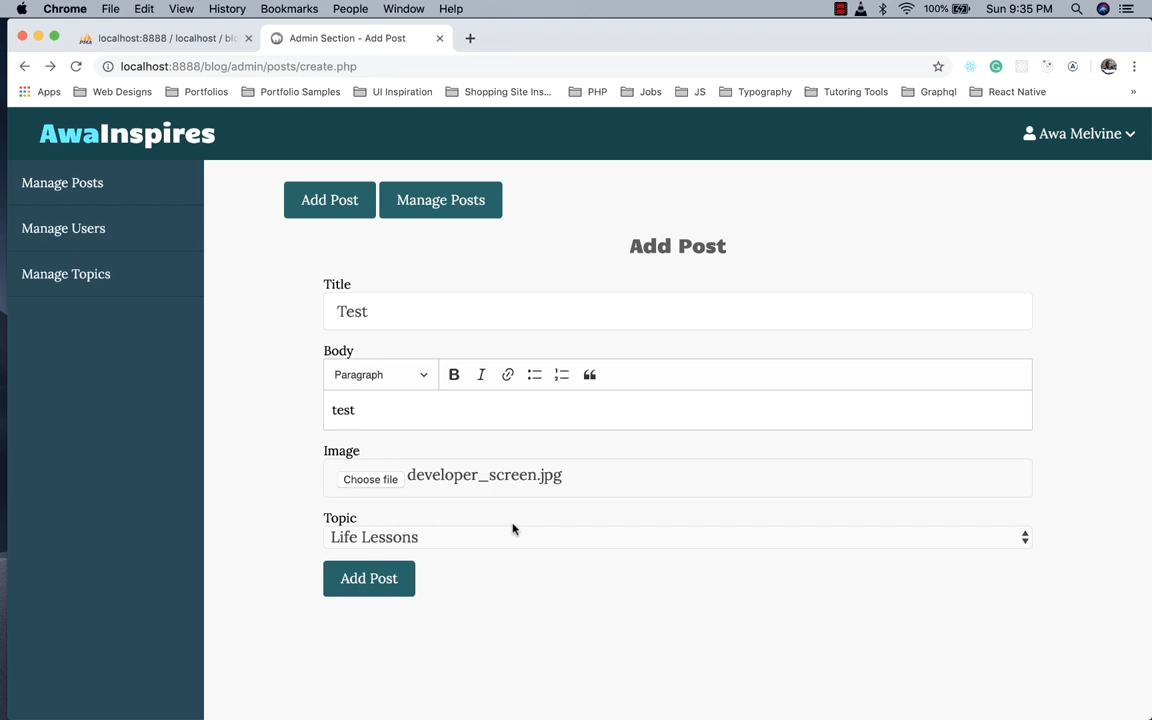 Chrome File Edit View History Bookmarks People Window Help 100% Sun 9:35 PM
localhost:8888 / localhost / blo Admin Section - Add Post
localhost:8888/blog/admin/posts/create.php
Apps Web Designs Portfolios Portfolio Samples UI Inspiration Shopping Site Ins... PHP Jobs JS Typography Tutoring Tools Graphql React Native »
AwaInspires Awa Melvine
Manage Posts
Manage Users
Manage Topics
Add Post Manage Posts
Add Post
Title
Test
Body
Paragraph B I
test
Image
Choose file developer_screen.jpg
Topic
Life Lessons
Add Post